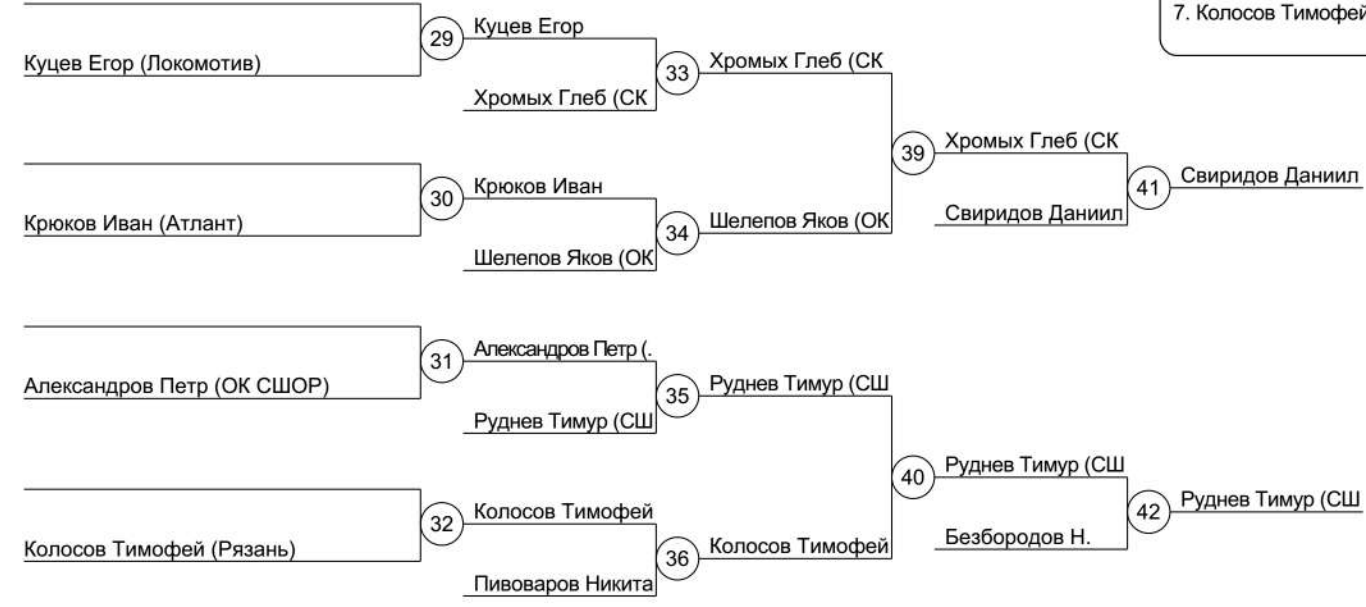 7. Колосов Тимофей
29 Куцев Егор
Куцев Егор (Локомотив)
33 Хромых Глеб (СК
Хромых Глеб (СК
39 Хромых Глеб (СК
30 Крюков Иван
41 Свиридов Даниил
Крюков Иван (Атлант)
34 Шелепов Яков (ОК
Свиридов Даниил
Шелепов Яков (ОК
31 Александров Петр (.
Александров Петр (ОК СШОР)
35 Руднев Тимур (СШ
Руднев Тимур (СШ
40 Руднев Тимур (СШ
32 Колосов Тимофей
42 Руднев Тимур (СШ
Колосов Тимофей (Рязань)
36 Колосов Тимофей
Безбородов Н.
Пивоваров Никита